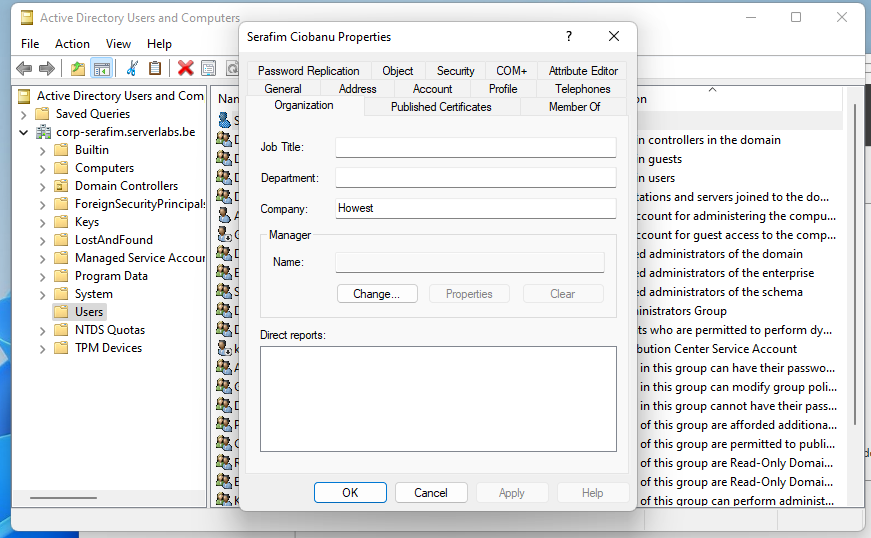 Active Directory Users and Computers
File Action View Help
Active Directory Users and Com
Saved Queries
corp-serafim.serverlabs.be
Builtin
Computers
Domain Controllers
ForeignSecurityPrincipals
Keys
LostAndFound
Managed Service Accour
Program Data
System
Users
NTDS Quotas
TPM Devices
Serafim Ciobanu Properties
Password Replication Object Security COM+ Attribute Editor
General Address Account Profile Telephones
Organization Published Certificates Member Of
Job Title:
Department:
Company: Howest
Manager
Name:
Change... Properties Clear
Direct reports:
OK Cancel Apply Help
n controllers in the domain
n guests
n users
tations and servers joined to the do...
ccount for administering the compu...
ccount for guest access to the comp...
ed administrators of the domain
ed administrators of the enterprise
ed administrators of the schema
ministrators Group
ts who are permitted to perform dy...
bution Center Service Account
in this group can have their passwo...
in this group can modify group poli...
in this group cannot have their pass...
of this group are afforded additiona...
of this group are permitted to publi...
of this group are Read-Only Domai...
of this group are Read-Only Domai...
of this group can perform administ...